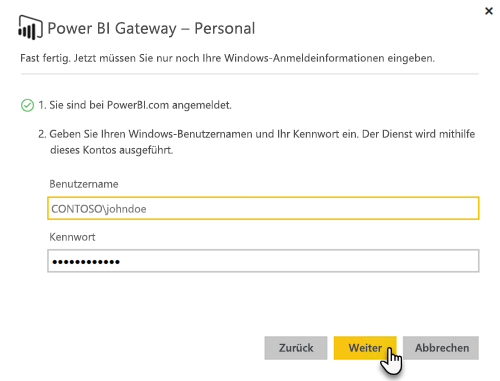 Power BI Gateway – Personal
Fast fertig. Jetzt müssen Sie nur noch Ihre Windows-Anmeldeinformationen eingeben.
1. Sie sind bei PowerBI.com angemeldet.
2. Geben Sie Ihren Windows-Benutzernamen und Ihr Kennwort ein. Der Dienst wird mithilfe
dieses Kontos ausgeführt.
Benutzername
CONTOSO\johndoe
Kennwort
••••••••••••
Zurück Weiter Abbrechen